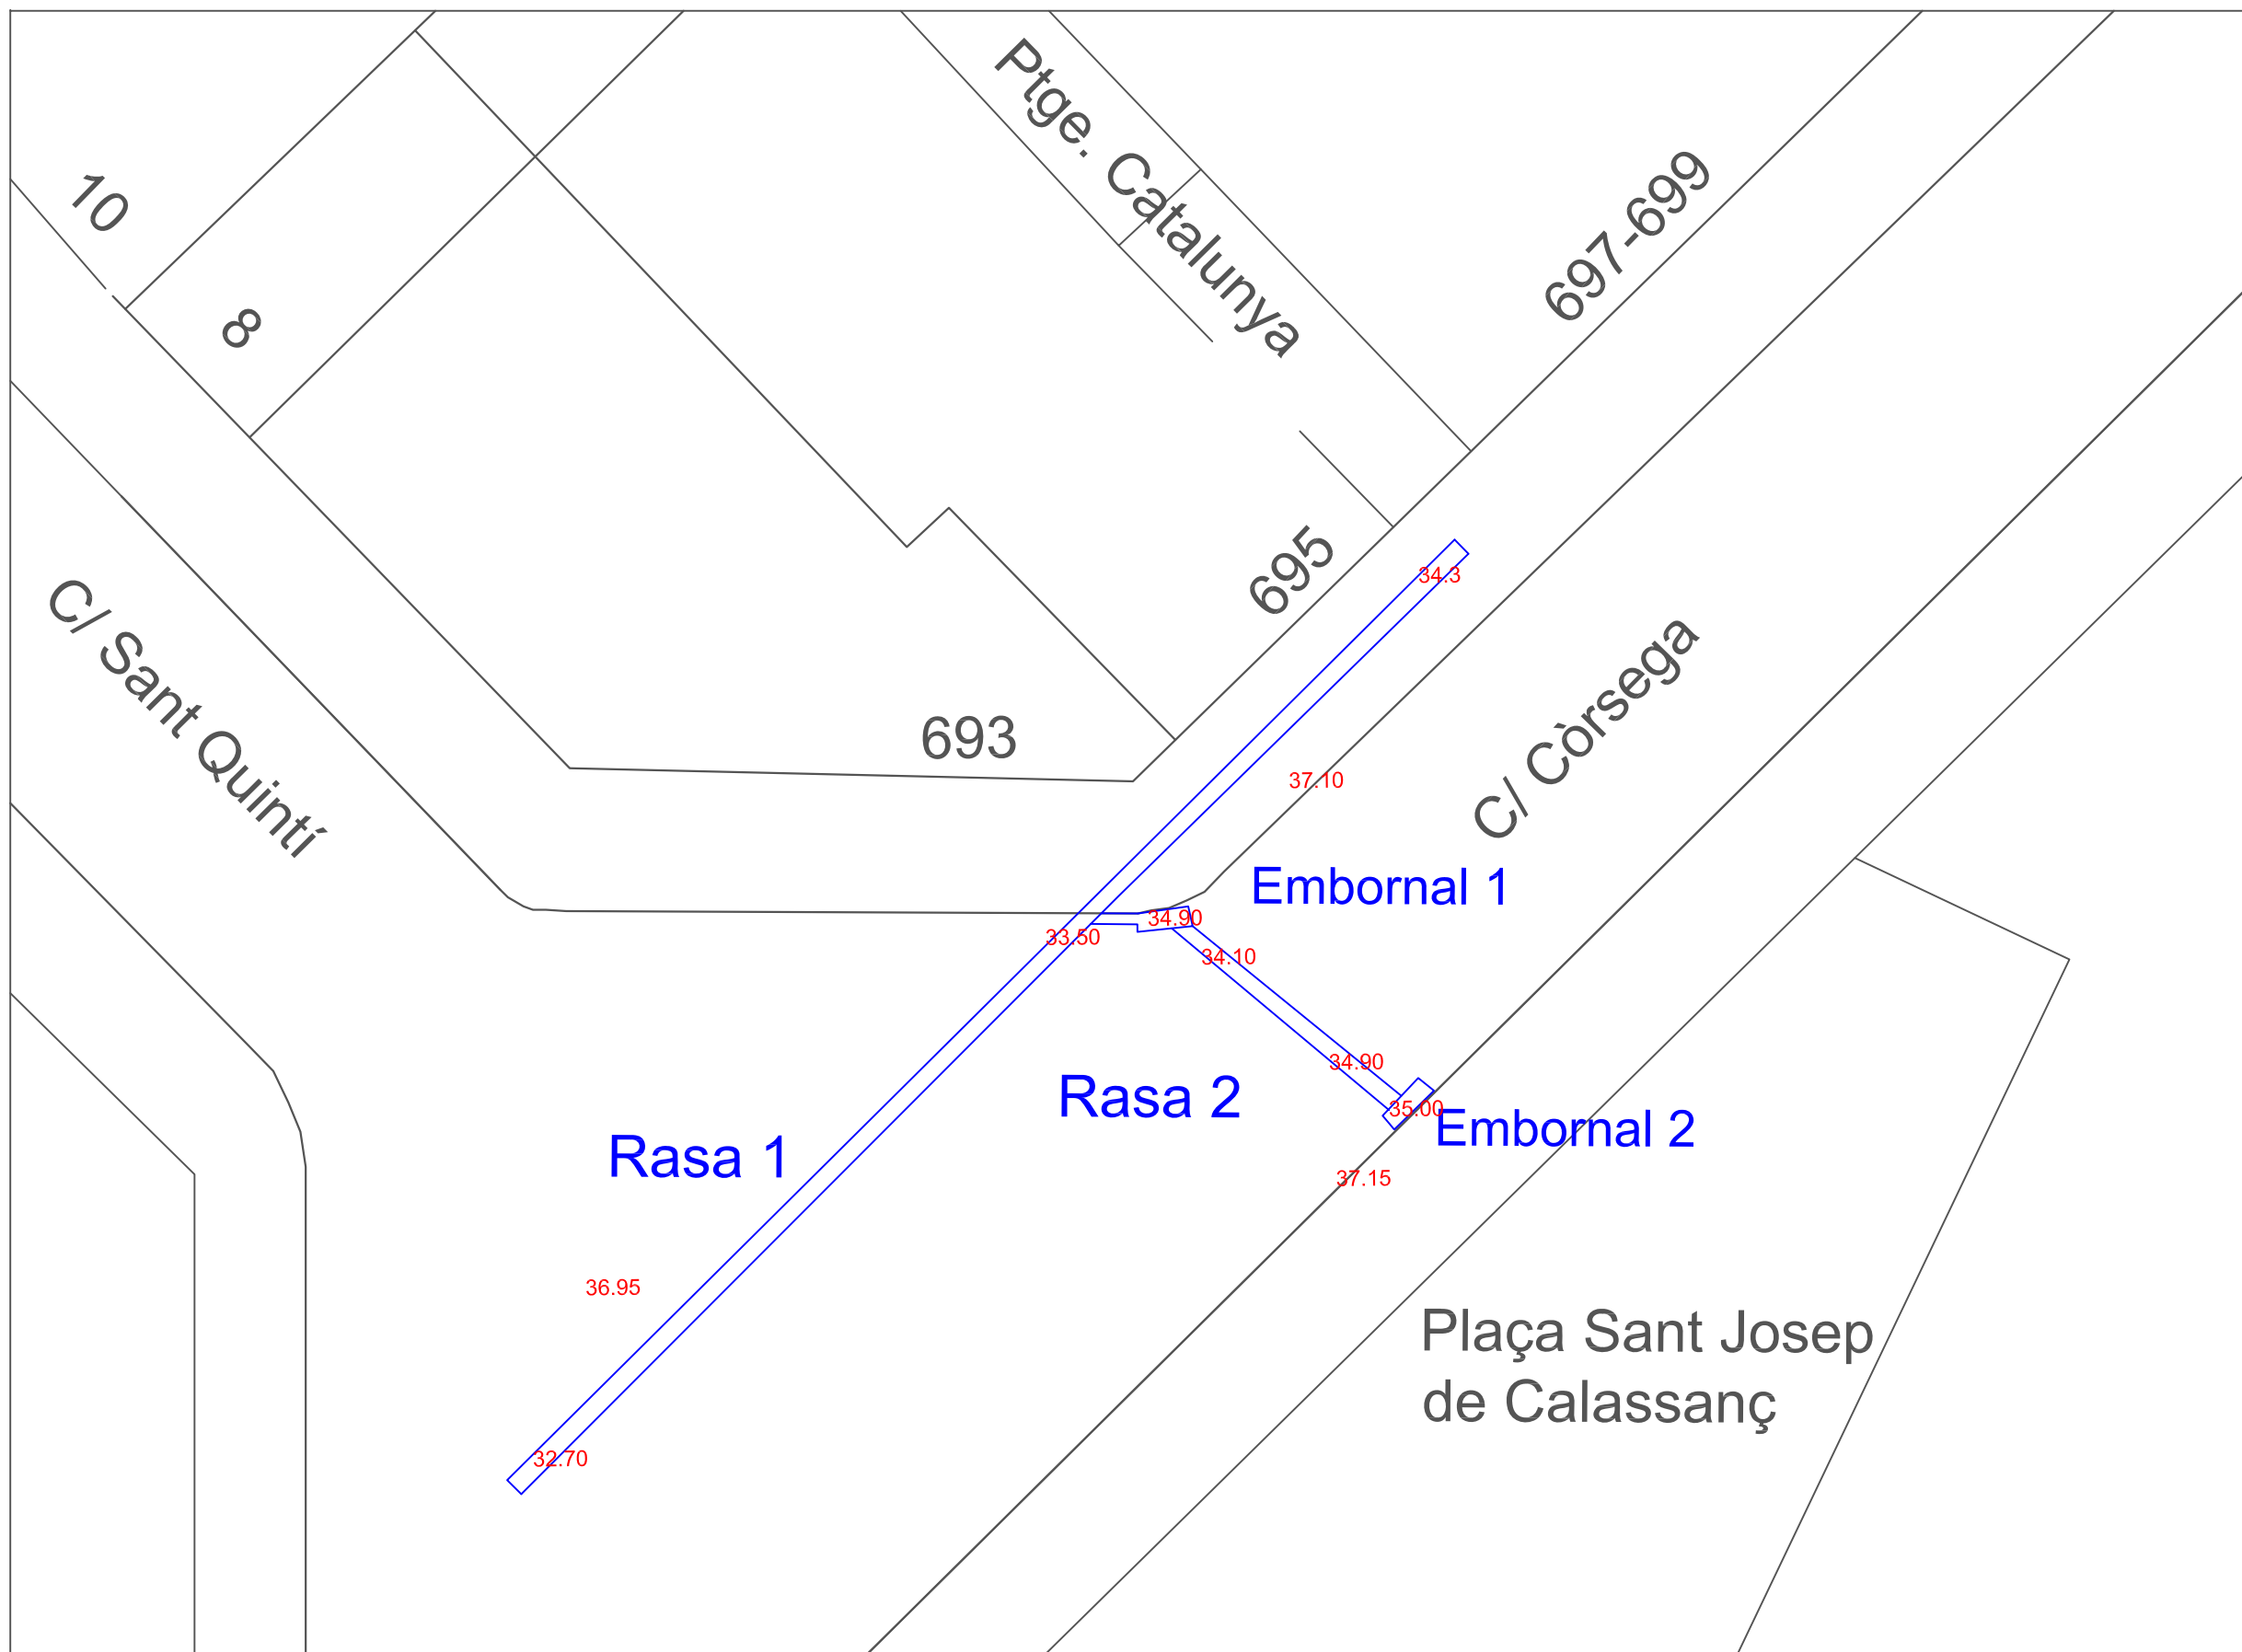 Ptge. Catalunya
10
697-699
8
695
34.3
C/ Sant Quintí
C/ Còrsega
693
37.10
Embornal 1
34.90
33.50
34.10
34.90
Rasa 2
35.00
Embornal 2
Rasa 1
37.15
36.95
Plaça Sant Josep
de Calassanç
32.70